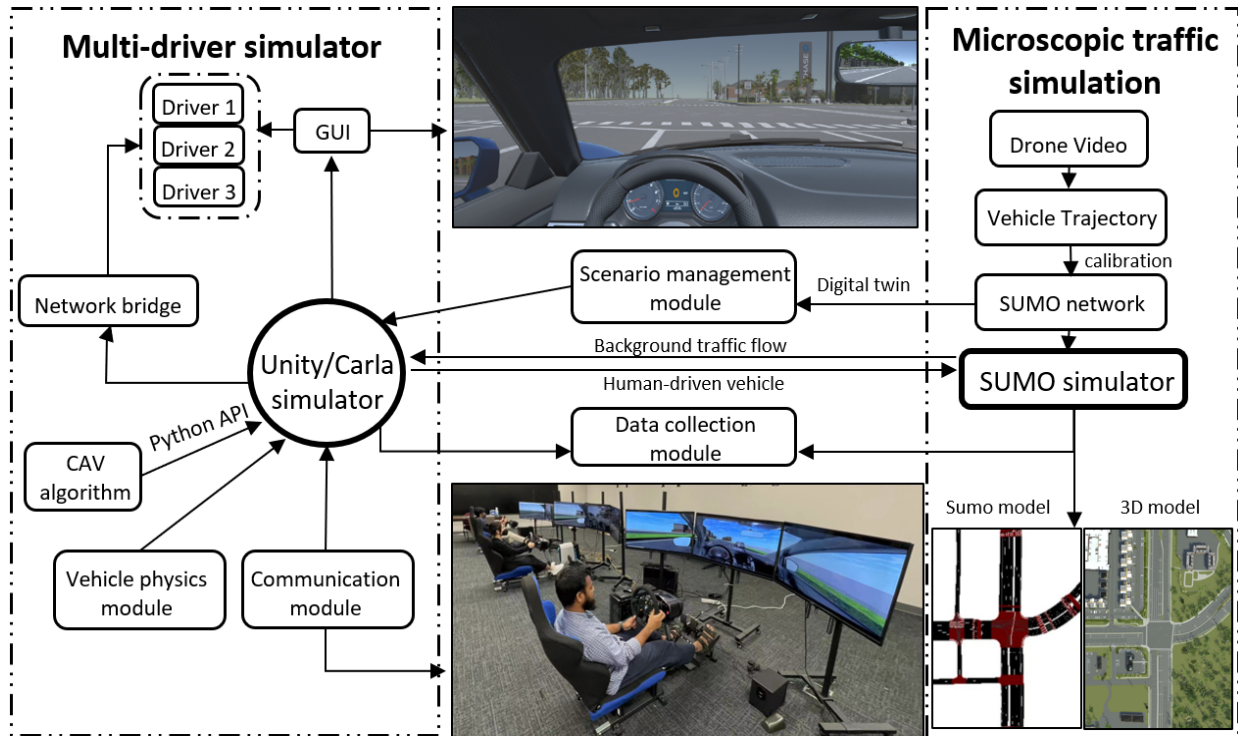 Multi-driver simulator
Driver 1
Driver 2
Driver 3
GUI
Network bridge
Unity/Carla
simulator
Python API
CAV
algorithm
Vehicle physics
module
Communication
module
CHASE
Scenario management
module
Digital twin
Background traffic flow
Human-driven vehicle
Data collection
module
Microscopic traffic
simulation
Drone Video
Vehicle Trajectory
calibration
SUMO network
SUMO simulator
Sumo model
3D model